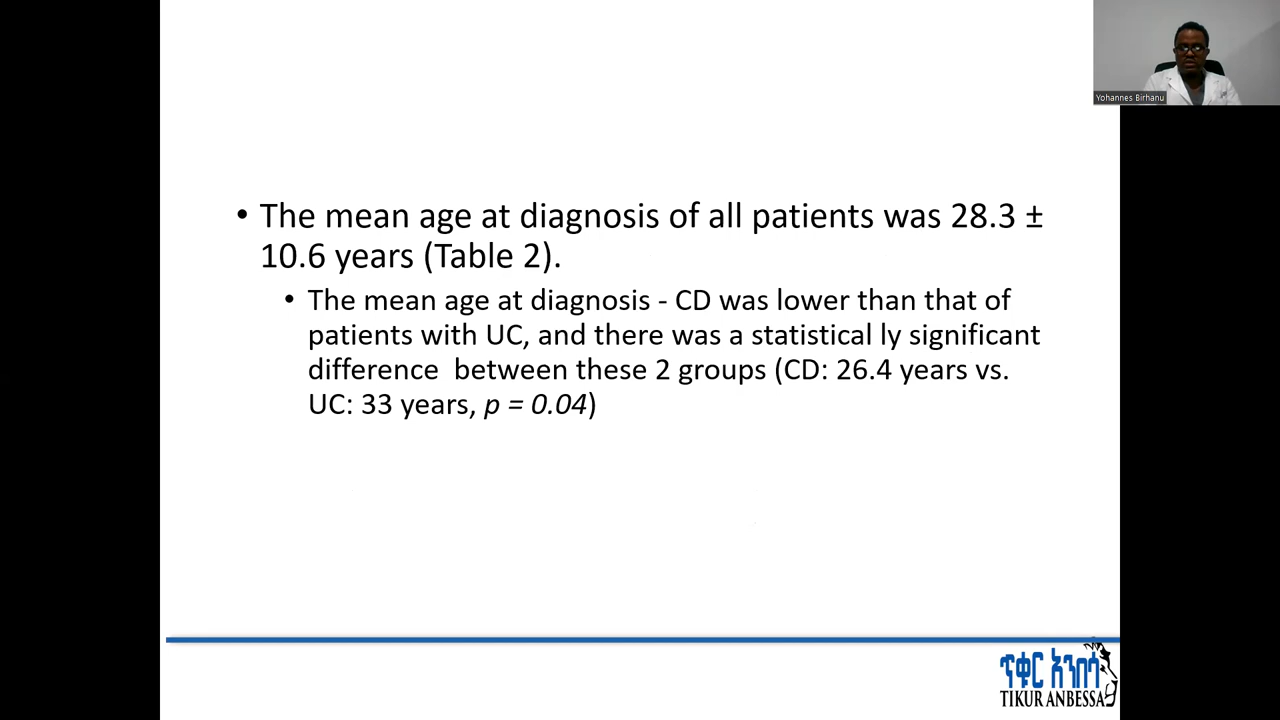 Yohannes Birhanu
• The mean age at diagnosis of all patients was 28.3 ±
10.6 years (Table 2).
• The mean age at diagnosis - CD was lower than that of
patients with UC, and there was a statistical ly significant
difference  between these 2 groups (CD: 26.4 years vs.
UC: 33 years, p = 0.04)
ጥቁር አንበሳ
TIKUR ANBESSA